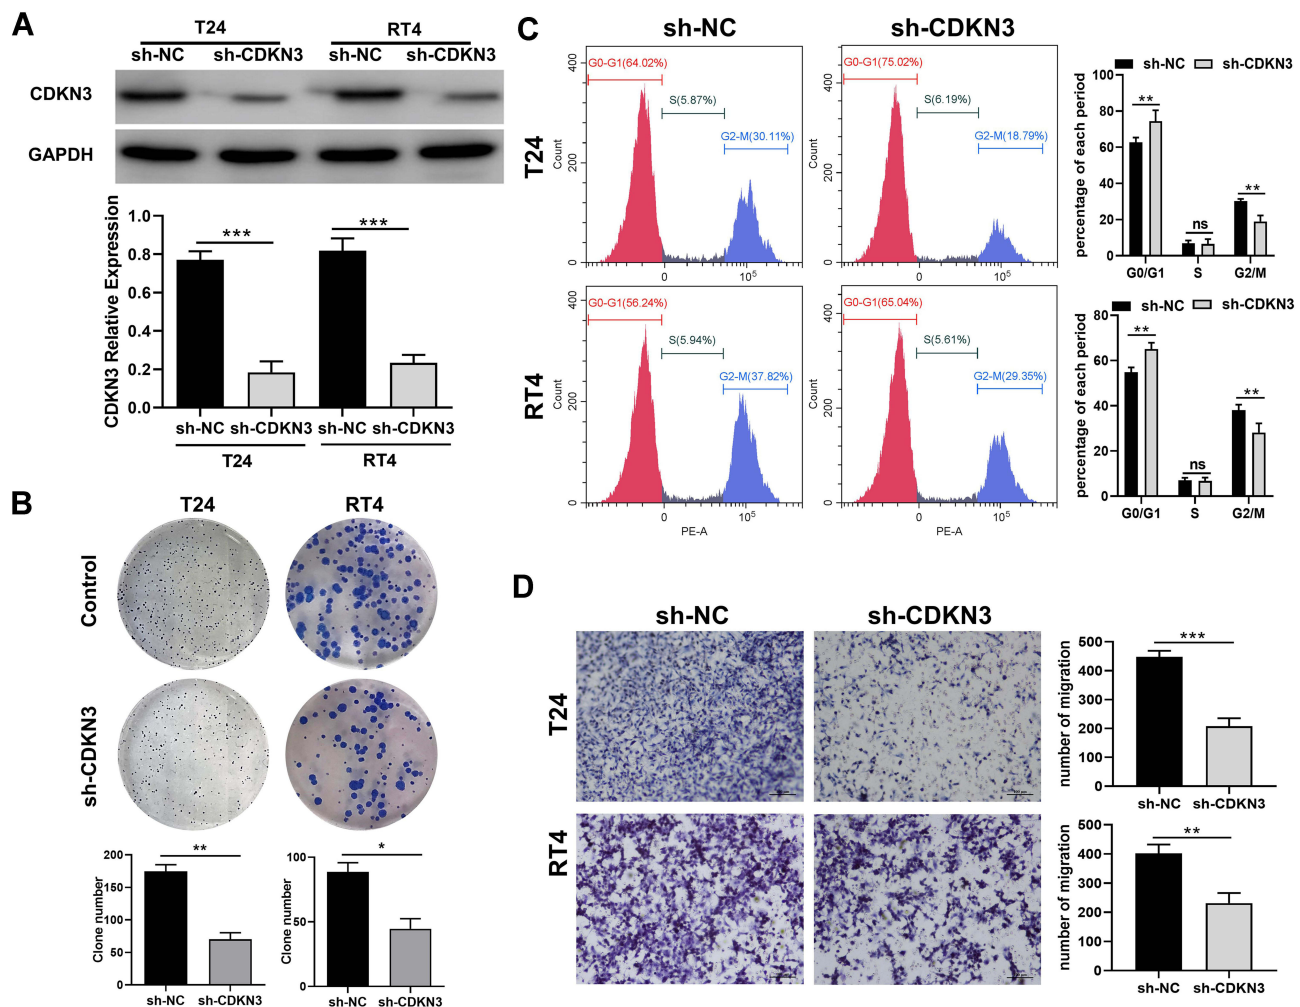 A
T24
RT4
sh-NC
sh-CDKN3
sh-NC
sh-CDKN3
CDKN3
GAPDH
CDKN3 Relative Expression
1.0
0.8
0.6
0.4
0.2
0.0
***
***
sh-NC
sh-CDKN3
sh-NC
sh-CDKN3
T24
RT4
B
T24
RT4
Control
sh-CDKN3
Clone number
200
150
100
50
0
**
sh-NC
sh-CDKN3
Clone number
100
50
0
*
sh-NC
sh-CDKN3
C
sh-NC
sh-CDKN3
T24
Count
400
200
0
G0-G1(64.02%)
S(5.87%)
G2-M(30.11%)
0
10⁵
Count
400
200
0
G0-G1(75.02%)
S(6.19%)
G2-M(18.79%)
0
10⁵
sh-NC
sh-CDKN3
percentage of each period
100
80
60
40
20
0
**
ns
**
G0/G1
S
G2/M
RT4
Count
400
200
0
G0-G1(56.24%)
S(5.94%)
G2-M(37.82%)
0
10⁵
PE-A
Count
400
200
0
G0-G1(65.04%)
S(5.61%)
G2-M(29.35%)
0
10⁵
PE-A
sh-NC
sh-CDKN3
percentage of each period
80
60
40
20
0
**
ns
**
G0/G1
S
G2/M
D
sh-NC
sh-CDKN3
T24
number of migration
500
400
300
200
100
0
***
sh-NC
sh-CDKN3
RT4
number of migration
500
400
300
200
100
0
**
sh-NC
sh-CDKN3